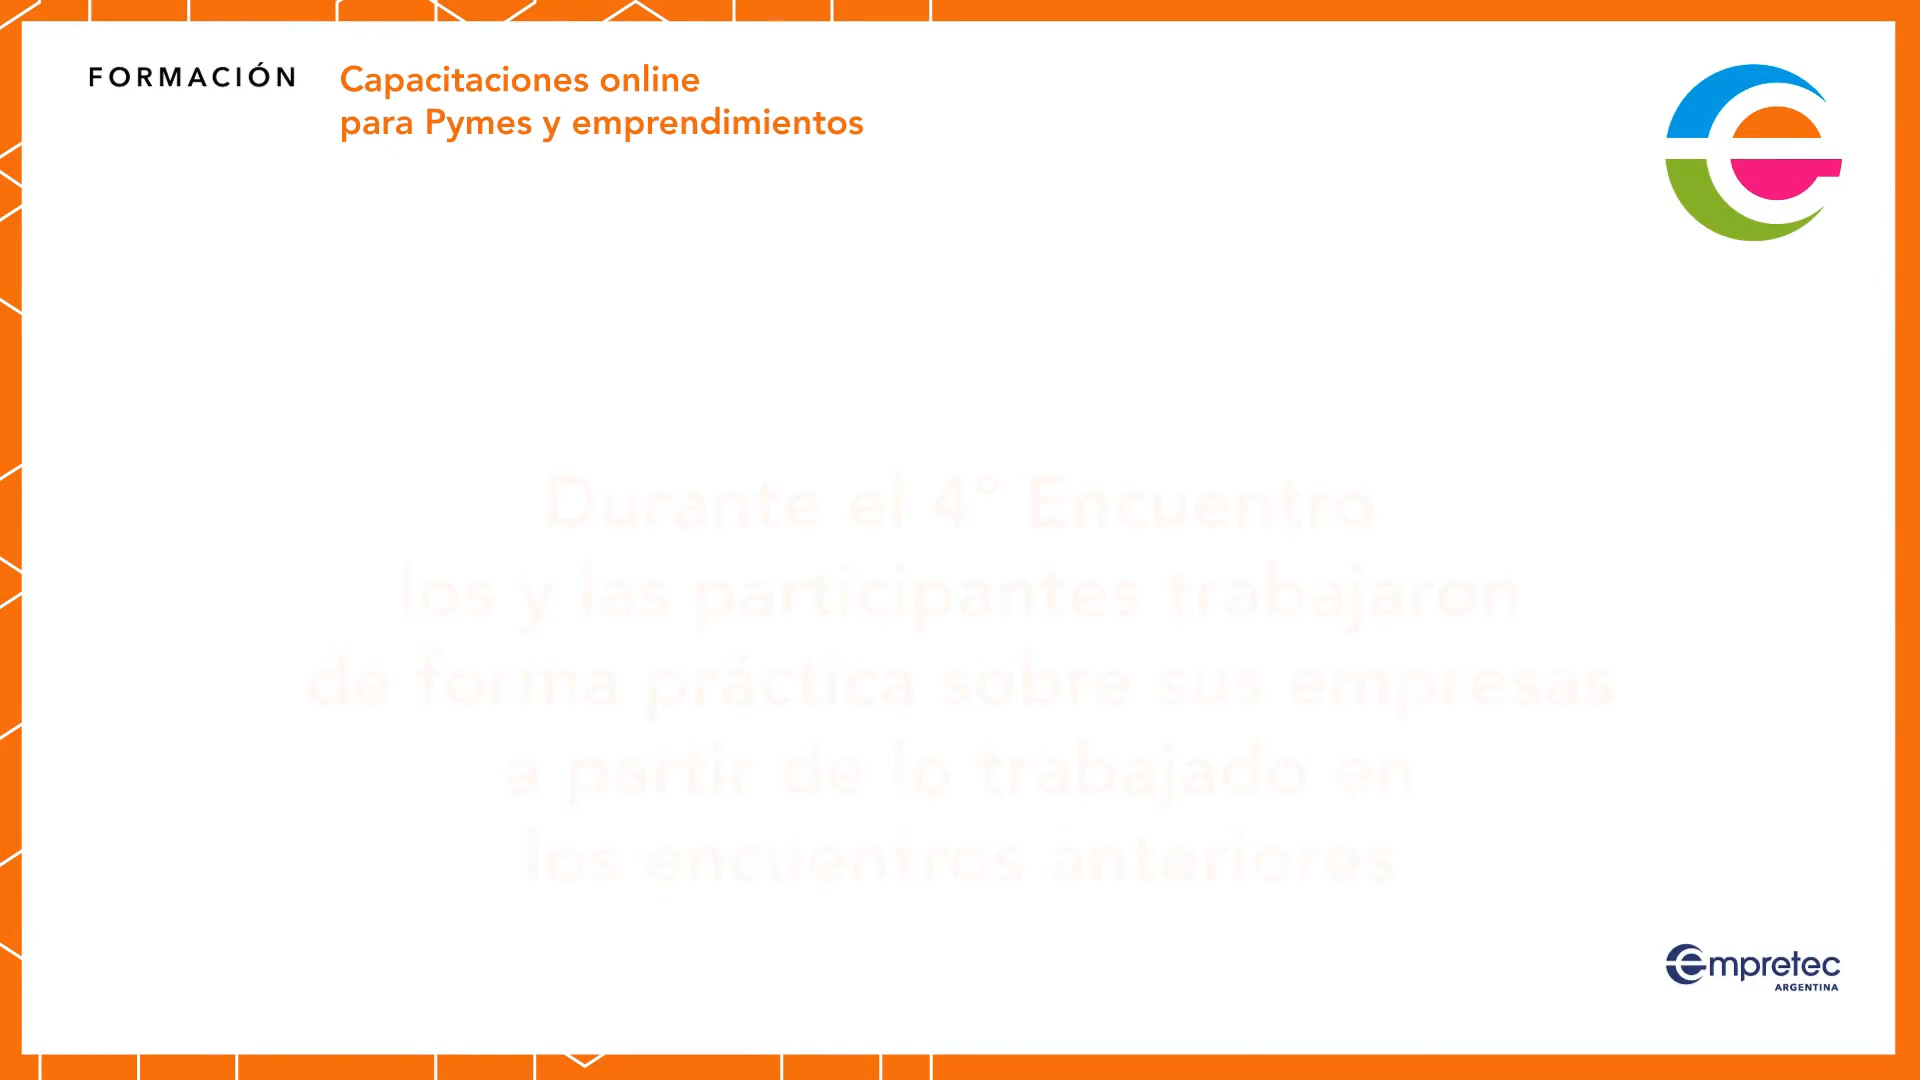 FORMACIÓN
Capacitaciones online
para Pymes y emprendimientos
Durante el 4° Encuentro
los y las participantes trabajaron
de forma práctica sobre sus empresas
a partir de lo trabajado en
los encuentros anteriores
empretec
ARGENTINA